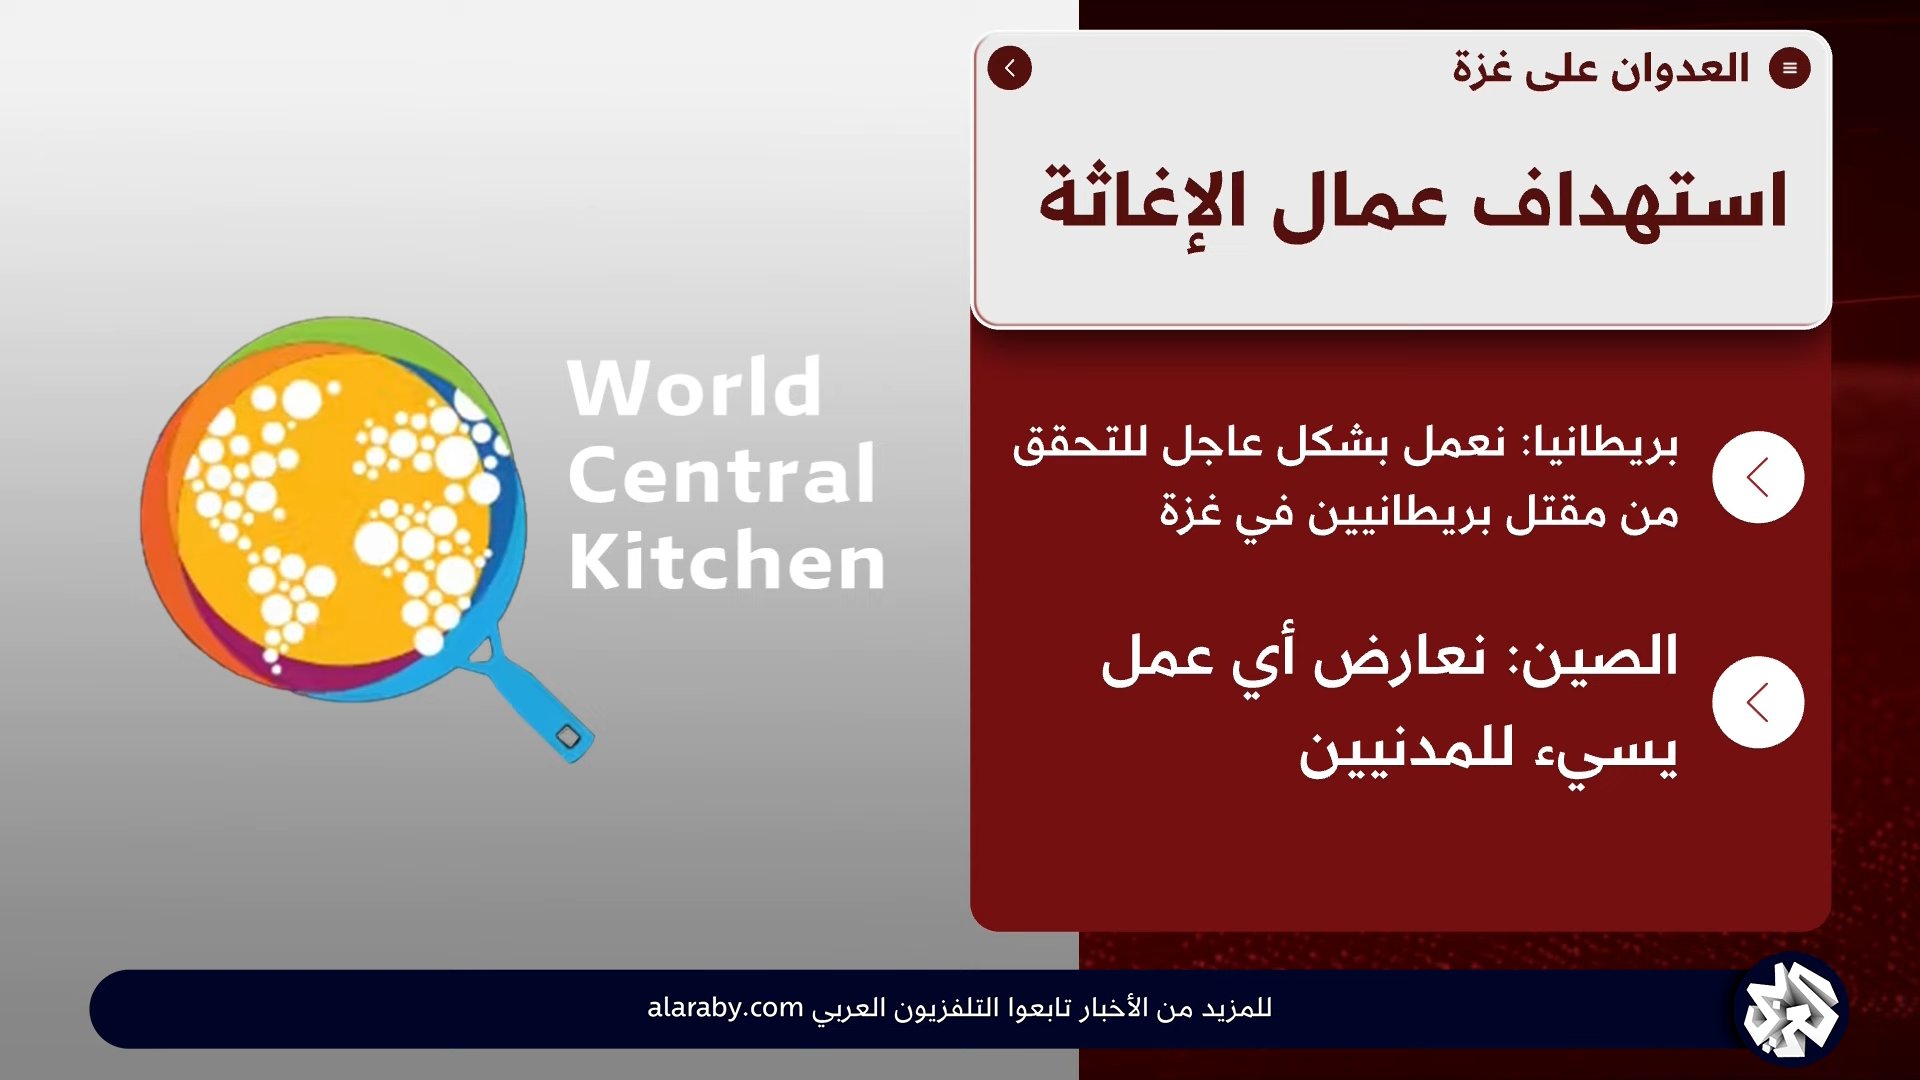 العدوان على غزة
استهداف عمال الإغاثة
بريطانيا: نعمل بشكل عاجل للتحقق
من مقتل بريطانيين في غزة
الصين: نعارض أي عمل
يسيء للمدنيين
World
Central
Kitchen
للمزيد من الأخبار تابعوا التلفزيون العربي alaraby.com
العربي